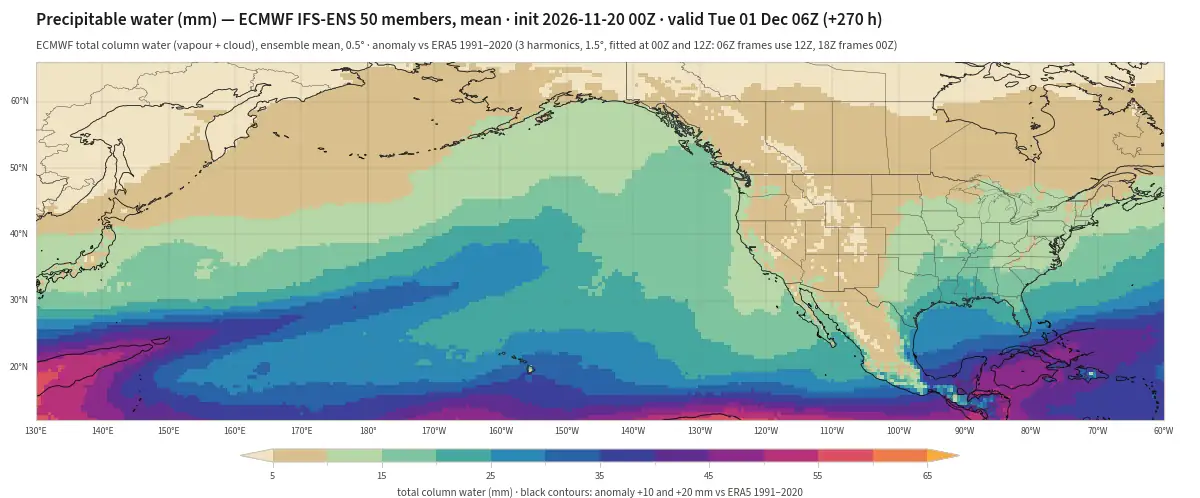 Precipitable water (mm) — ECMWF IFS-ENS 50 members, mean · init 2026-11-20 00Z · valid Tue 01 Dec 06Z (+270 h)
ECMWF total column water (vapour + cloud), ensemble mean, 0.5° · anomaly vs ERA5 1991–2020 (3 harmonics, 1.5°, fitted at 00Z and 12Z: 06Z frames use 12Z, 18Z frames 00Z)
60°N
50°N
40°N
30°N
20°N
130°E 140°E 150°E 160°E 170°E 180° 170°W 160°W 150°W 140°W 130°W 120°W 110°W 100°W 90°W 80°W 70°W 60°W
5 15 25 35 45 55 65
total column water (mm) · black contours: anomaly +10 and +20 mm vs ERA5 1991–2020